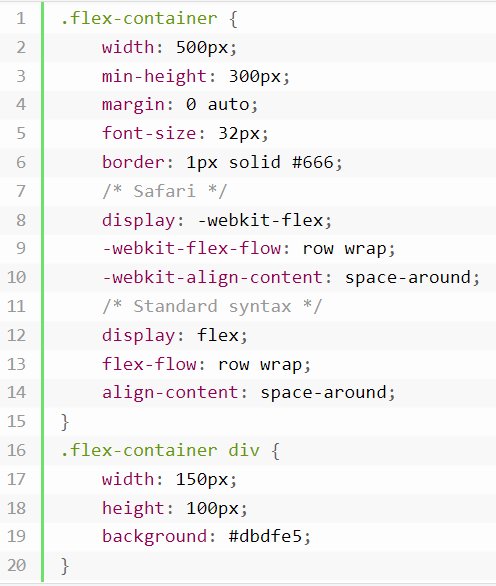 1 .flex-container {
2     width: 500px;
3     min-height: 300px;
4     margin: 0 auto;
5     font-size: 32px;
6     border: 1px solid #666;
7     /* Safari */
8     display: -webkit-flex;
9     -webkit-flex-flow: row wrap;
10     -webkit-align-content: space-around;
11     /* Standard syntax */
12     display: flex;
13     flex-flow: row wrap;
14     align-content: space-around;
15 }
16 .flex-container div {
17     width: 150px;
18     height: 100px;
19     background: #dbdfe5;
20 }